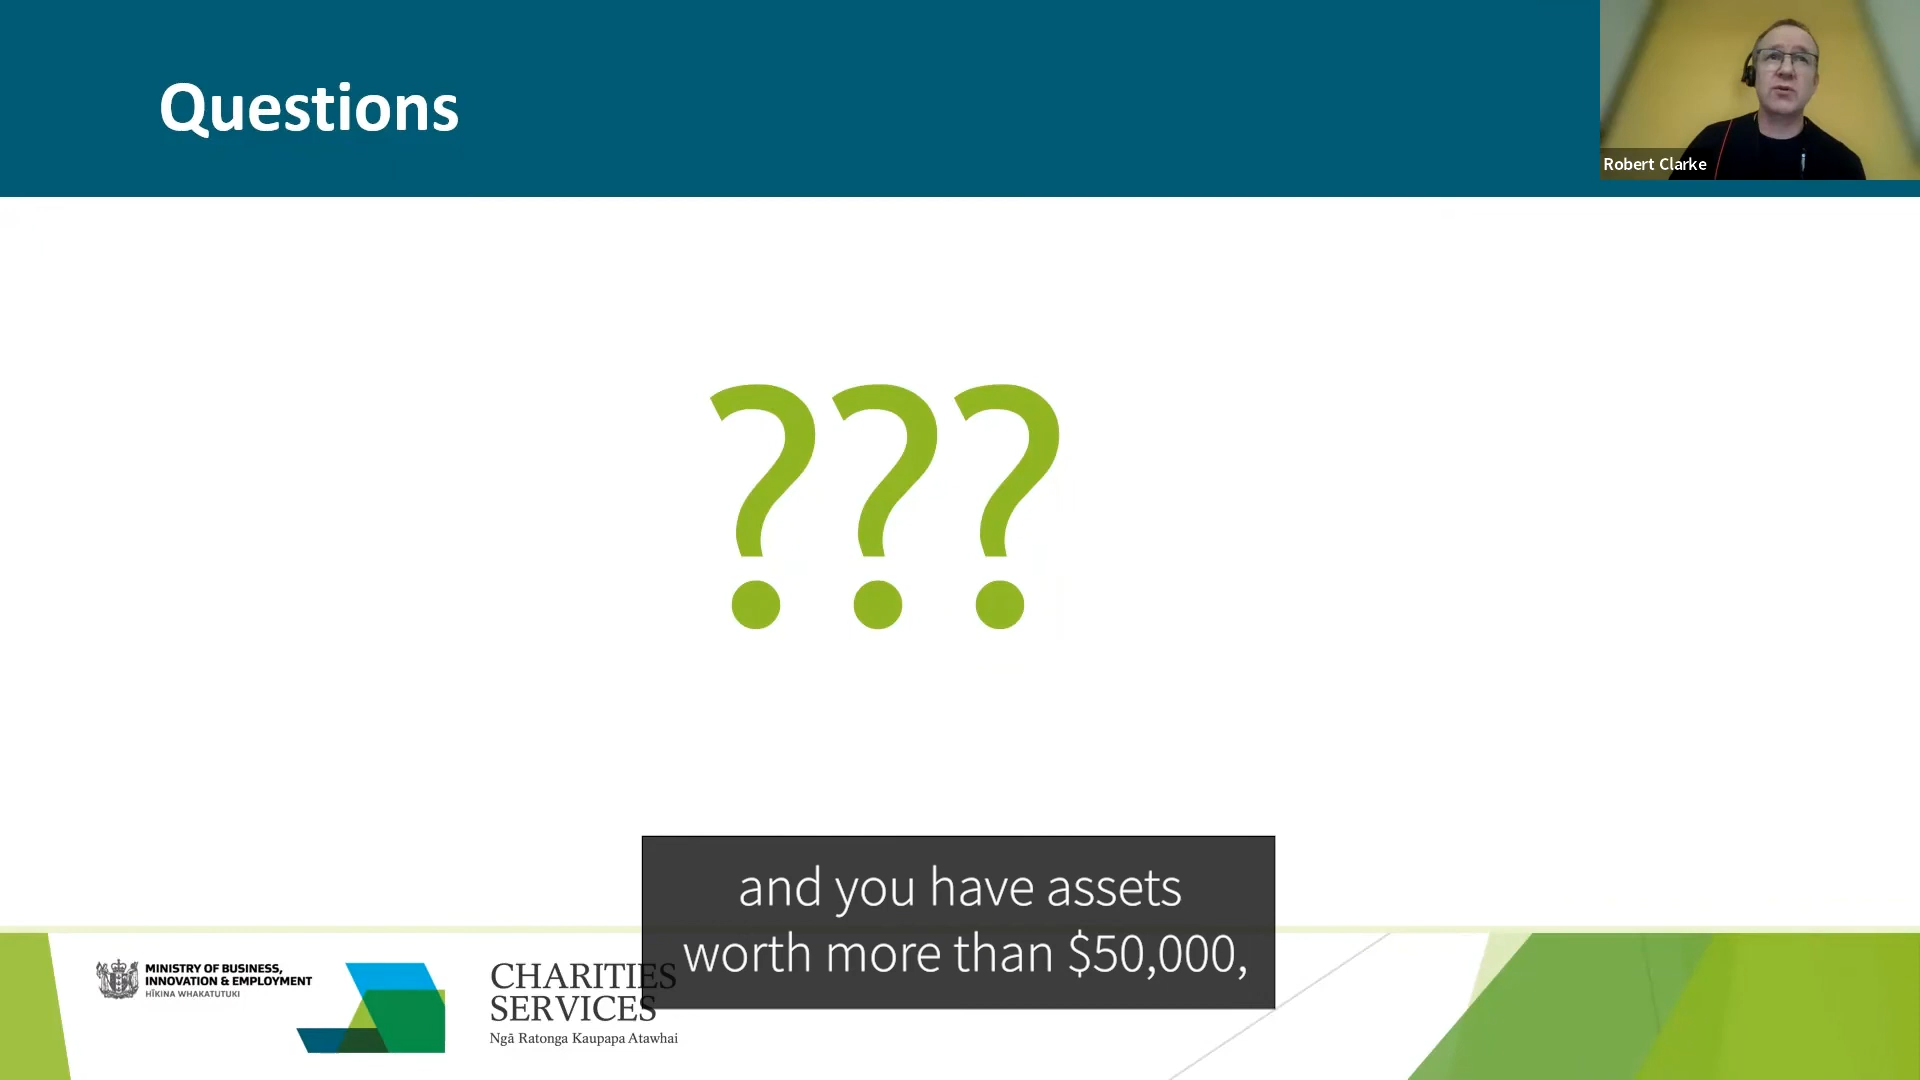 Questions
Robert Clarke
???
and you have assets
worth more than $50,000,
MINISTRY OF BUSINESS,
INNOVATION & EMPLOYMENT
HĪKINA WHAKATUTUKI
CHARITIES
SERVICES
Ngā Ratonga Kaupapa Atawhai